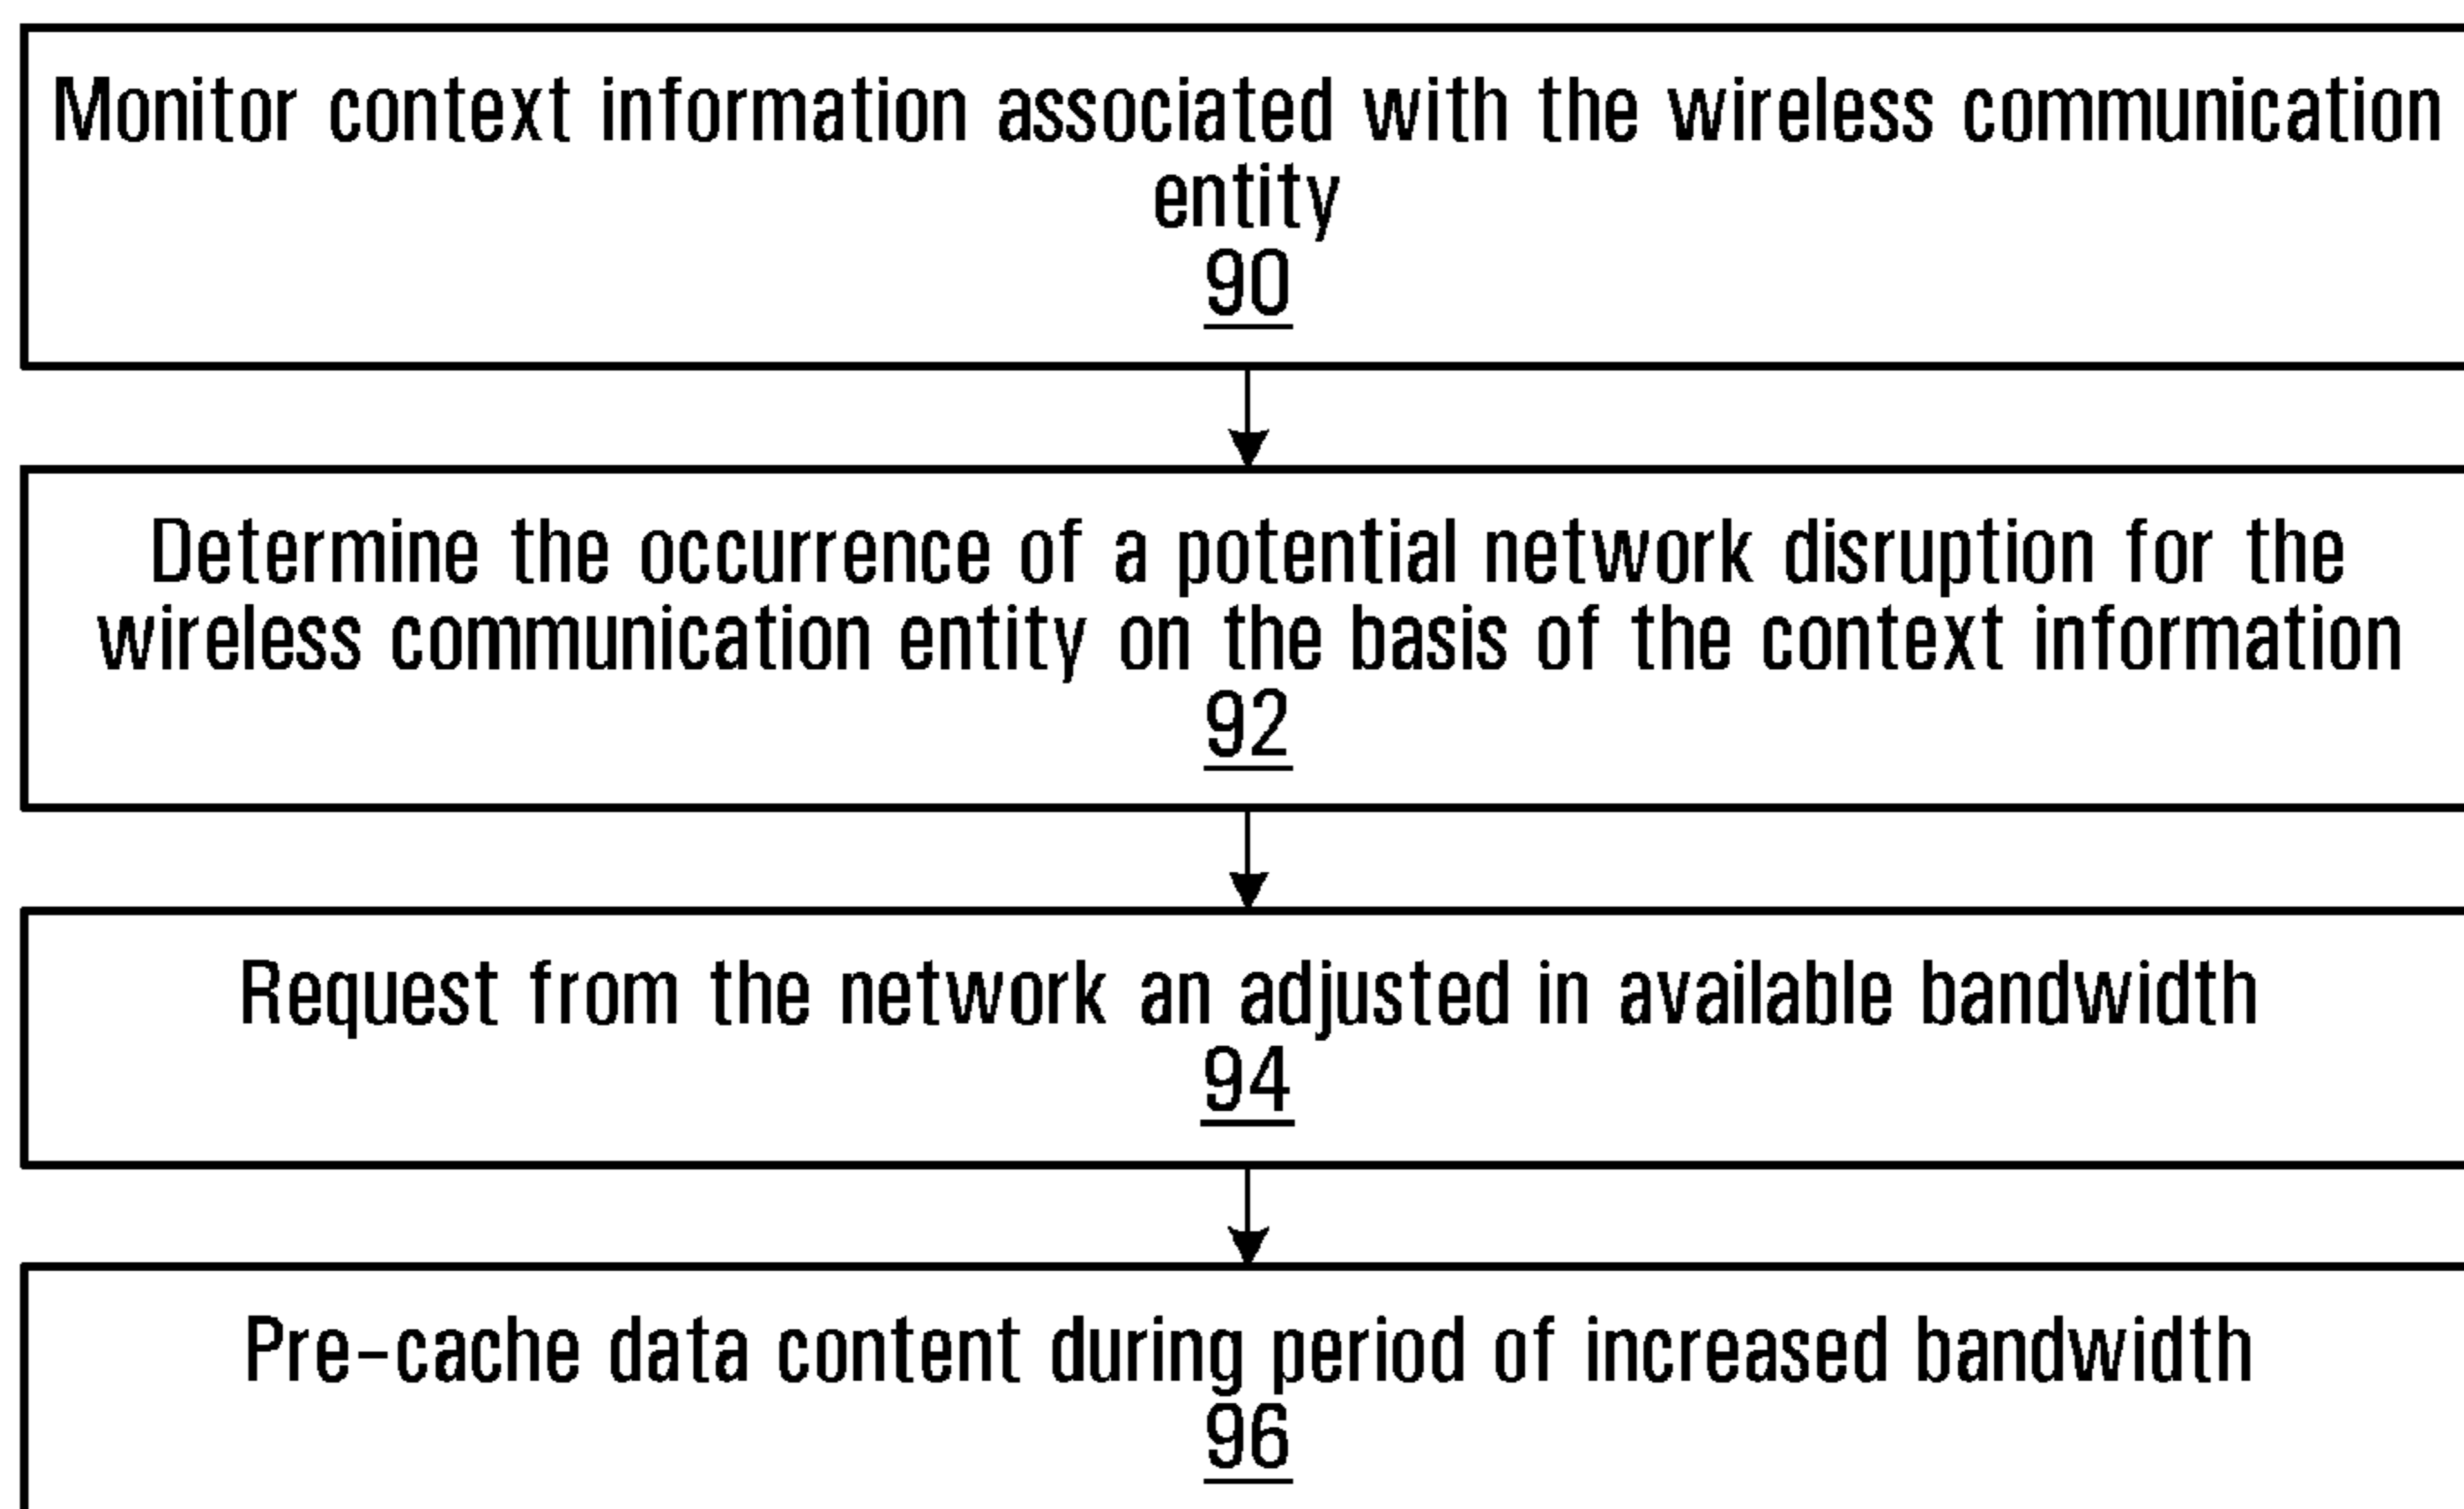 Monitor context information associated with the wireless communication
entity
90
Determine the occurrence of a potential network disruption for the
wireless communication entity on the basis of the context information
92
Request from the network an adjusted in available bandwidth
94
Pre-cache data content during period of increased bandwidth
96